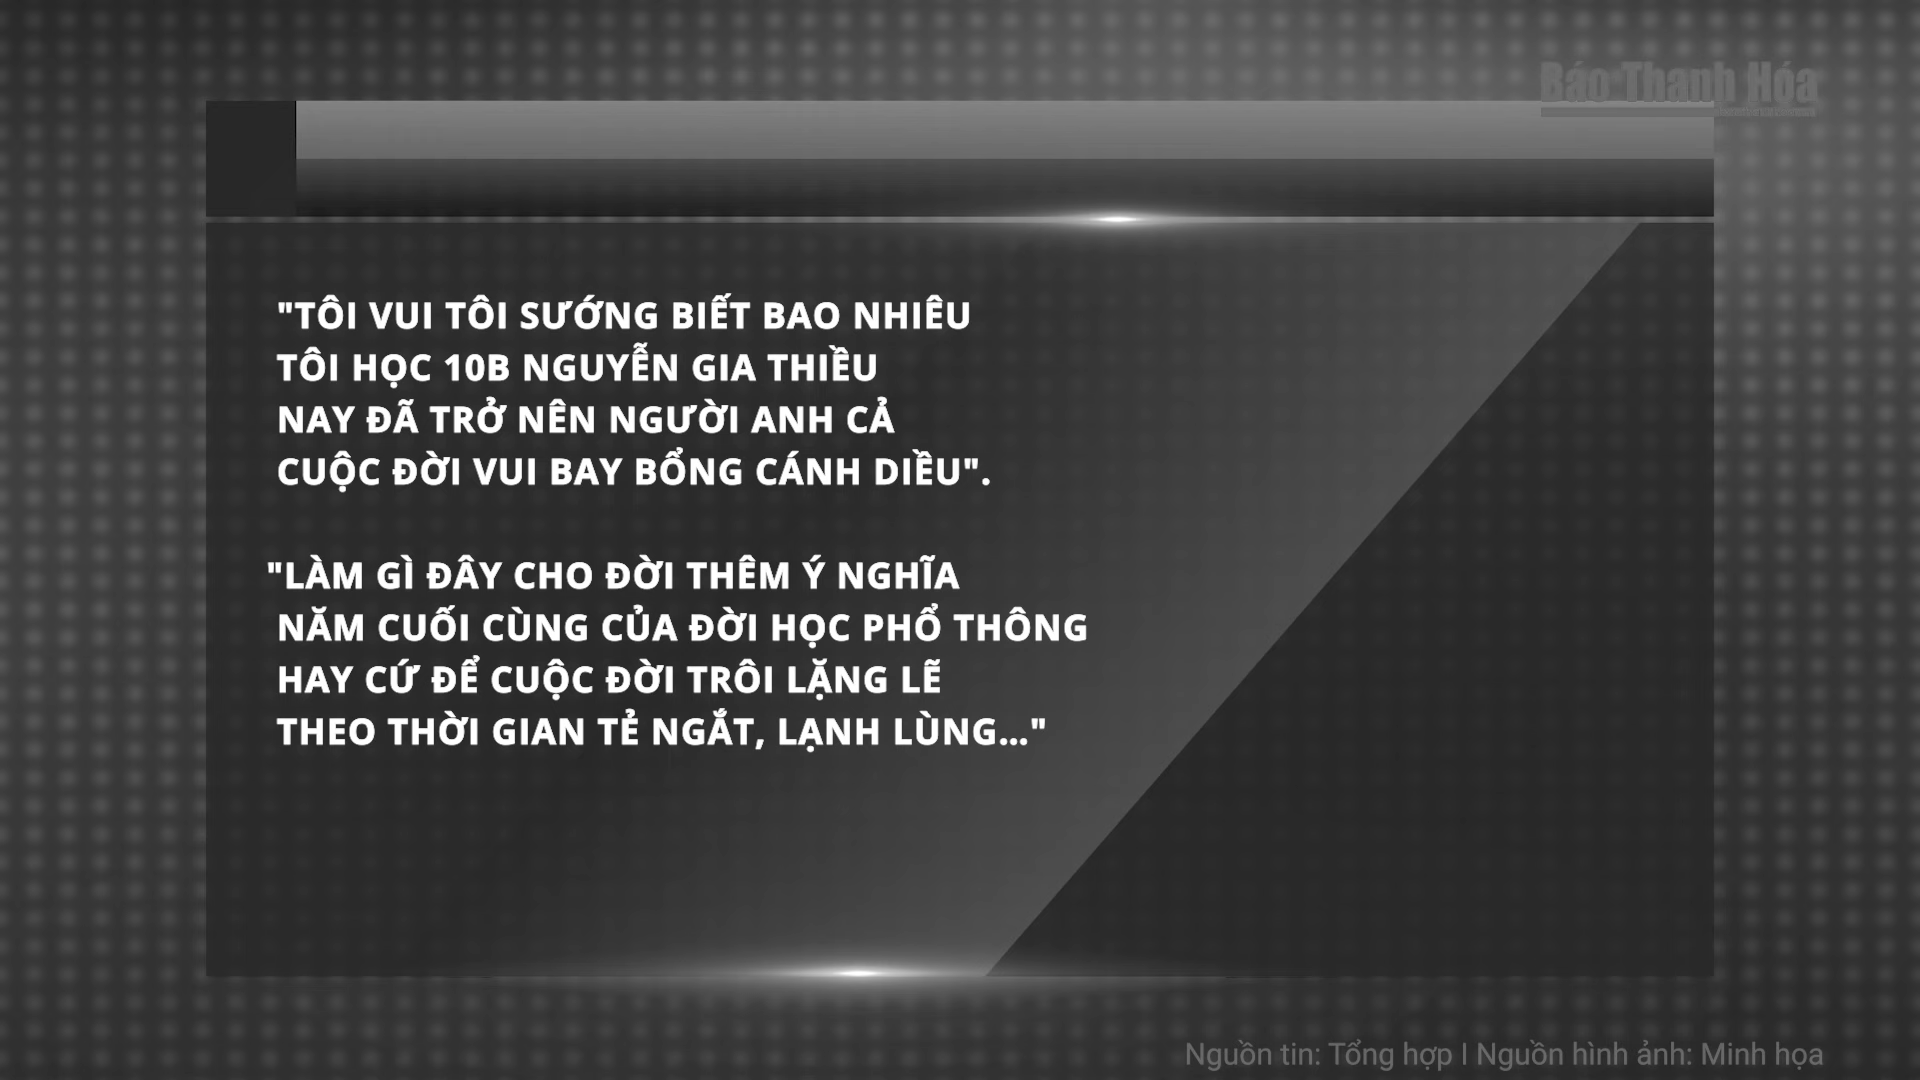 Báo Thanh Hóa
"TÔI VUI TÔI SƯỚNG BIẾT BAO NHIÊU
TÔI HỌC 10B NGUYỄN GIA THIỀU
NAY ĐÃ TRỞ NÊN NGƯỜI ANH CẢ
CUỘC ĐỜI VUI BAY BỔNG CÁNH DIỀU".
"LÀM GÌ ĐÂY CHO ĐỜI THÊM Ý NGHĨA
NĂM CUỐI CÙNG CỦA ĐỜI HỌC PHỔ THÔNG
HAY CỨ ĐỂ CUỘC ĐỜI TRÔI LẶNG LẼ
THEO THỜI GIAN TẺ NGẮT, LẠNH LÙNG..."
Nguồn tin: Tổng hợp I Nguồn hình ảnh: Minh họa